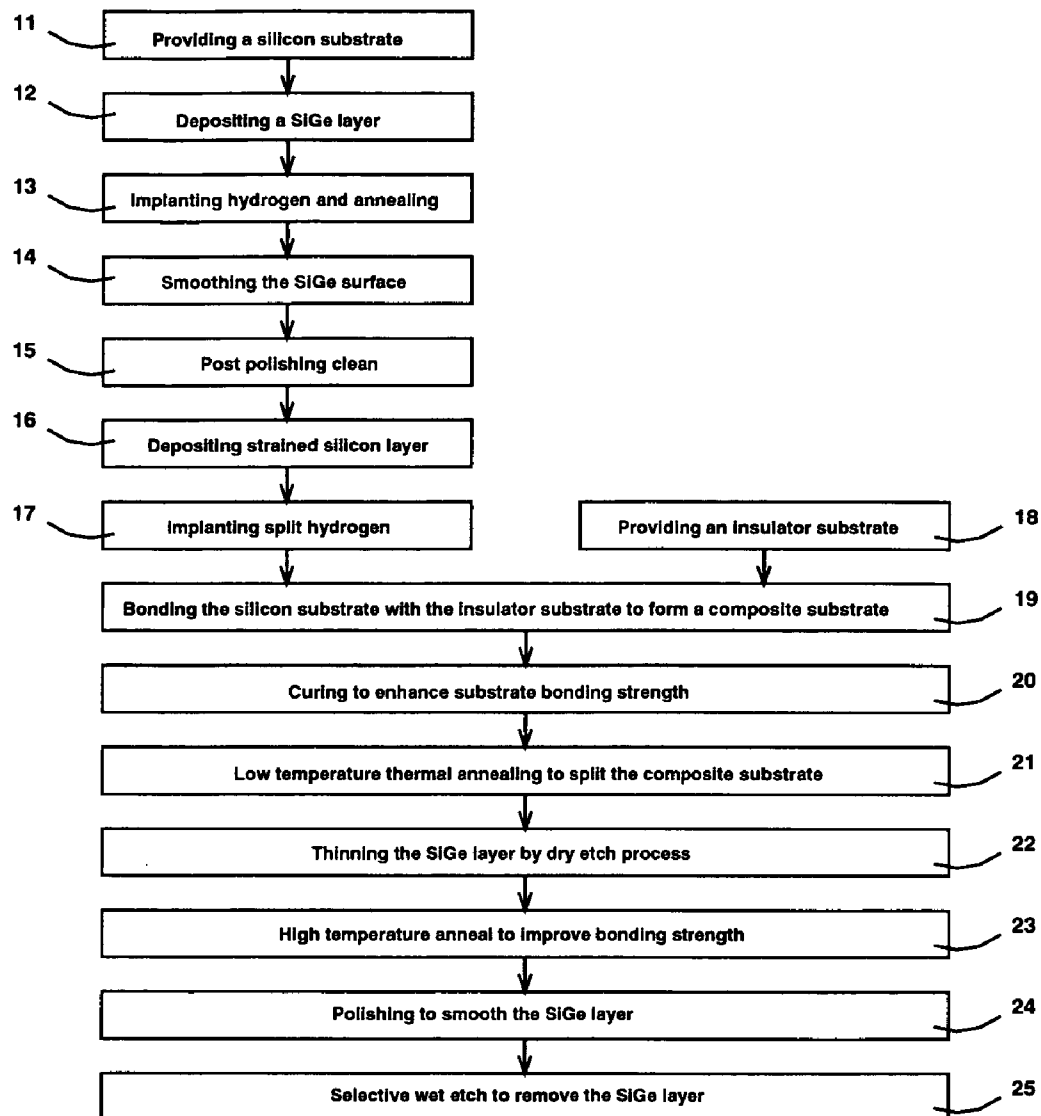 11
Providing a silicon substrate
12
Depositing a SiGe layer
13
Implanting hydrogen and annealing
14
Smoothing the SiGe surface
15
Post polishing clean
16
Depositing strained silicon layer
17
Implanting split hydrogen
Providing an insulator substrate
18
Bonding the silicon substrate with the insulator substrate to form a composite substrate
19
Curing to enhance substrate bonding strength
20
Low temperature thermal annealing to split the composite substrate
21
Thinning the SiGe layer by dry etch process
22
High temperature anneal to improve bonding strength
23
Polishing to smooth the SiGe layer
24
Selective wet etch to remove the SiGe layer
25